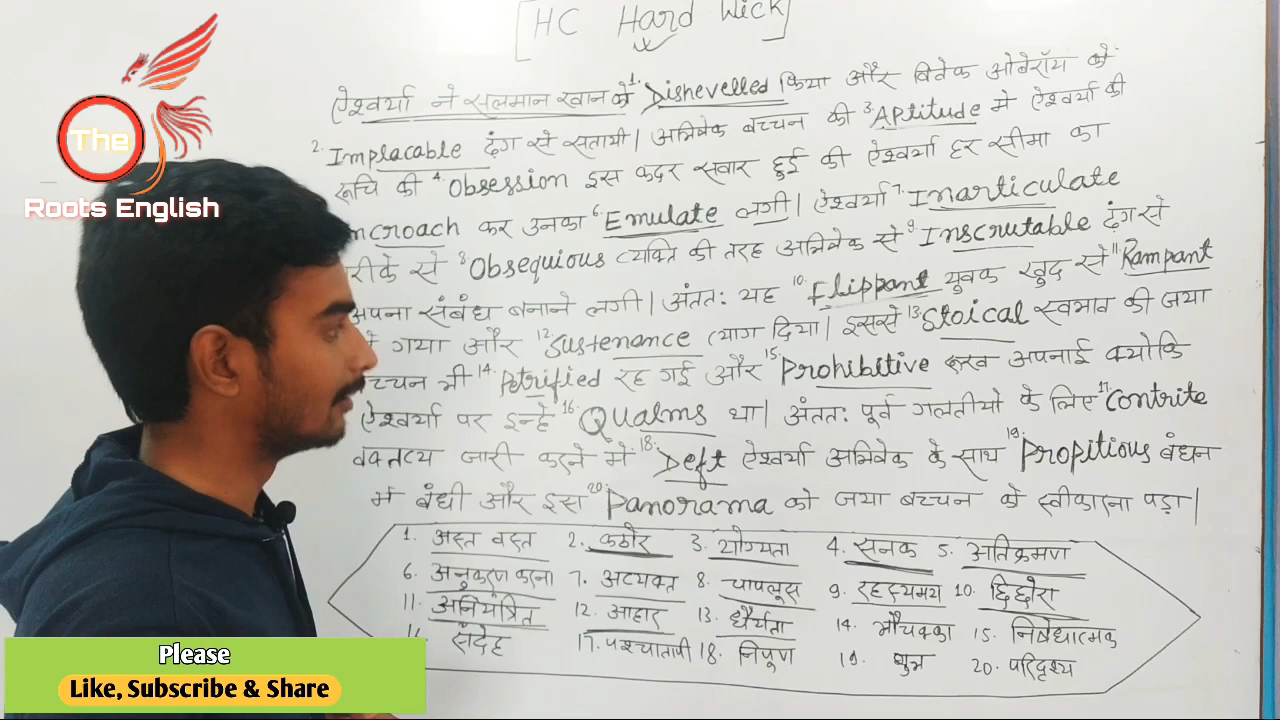 [HC Hard Wick]
ऐश्वर्या ने सलमान खान को 1. Dishevelled किया और विवेक ओबेरॉय को
2. Implacable ढंग से सतायी। अभिषेक बच्चन की 3. Aptitude मे ऐश्वर्या की
रूचि की 4. Obsession इस कदर सवार हुई की ऐश्वर्या हर सीमा का
ncroach कर उनका 6. Emulate लगी। ऐश्वर्या 7. Inarticulate
रीके से 8. Obsequious व्यक्ति की तरह अभिषेक से 9. Inscrutable ढंग से
अपना संबंध बनाने लगी। अंततः यह 10. Flippant युवक खुद से 11. Rampant
गया और 12. Sustenance त्याग दिया। इससे 13. Stoical स्वभाव की जया
च्चन भी 14. Petrified रह गई और 15. Prohibitive रूख अपनाई क्योकि
ऐश्वर्या पर इन्हे 16. Qualms था। अंततः पूर्व गलतीयो के लिए 17. Contrite
वक्तव्य जारी करने मे 18. Deft ऐश्वर्या अभिषेक के साथ 19. Propitious बंधन
मे बंधी और इस 20. Panorama को जया बच्चन को स्वीकारना पड़ा।
1. अस्त वस्त 2. कठोर 3. योग्यता 4. सनक 5. अतिक्रमण
6. अनुकरण करना 7. अव्यक्त 8. चापलूस 9. रहस्यमय 10. छिछोरा
11. अनियंत्रित 12. आहार 13. धैर्यता 14. भौचक्का 15. निषेधात्मक
संदेह 17. पश्चातापी 18. निपूण 19. शुभ 20. परिदृश्य
The
Roots English
Please
Like, Subscribe & Share